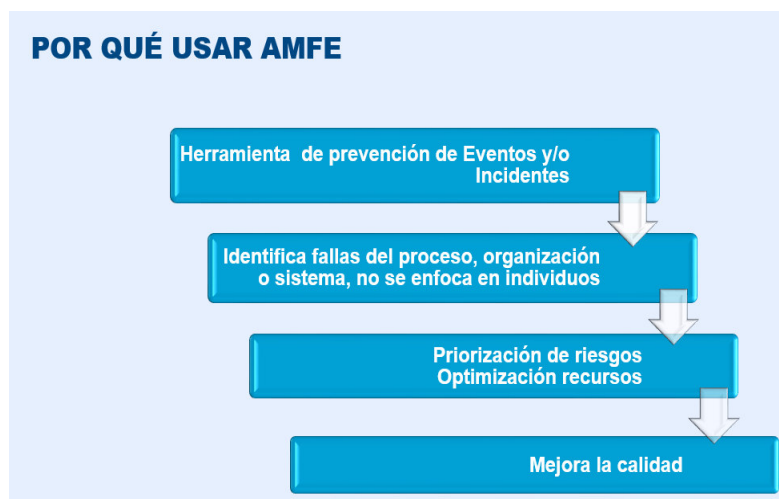 POR QUÉ USAR AMFE
Herramienta de prevención de Eventos y/o
Incidentes
Identifica fallas del proceso, organización
o sistema, no se enfoca en individuos
Priorización de riesgos
Optimización recursos
Mejora la calidad